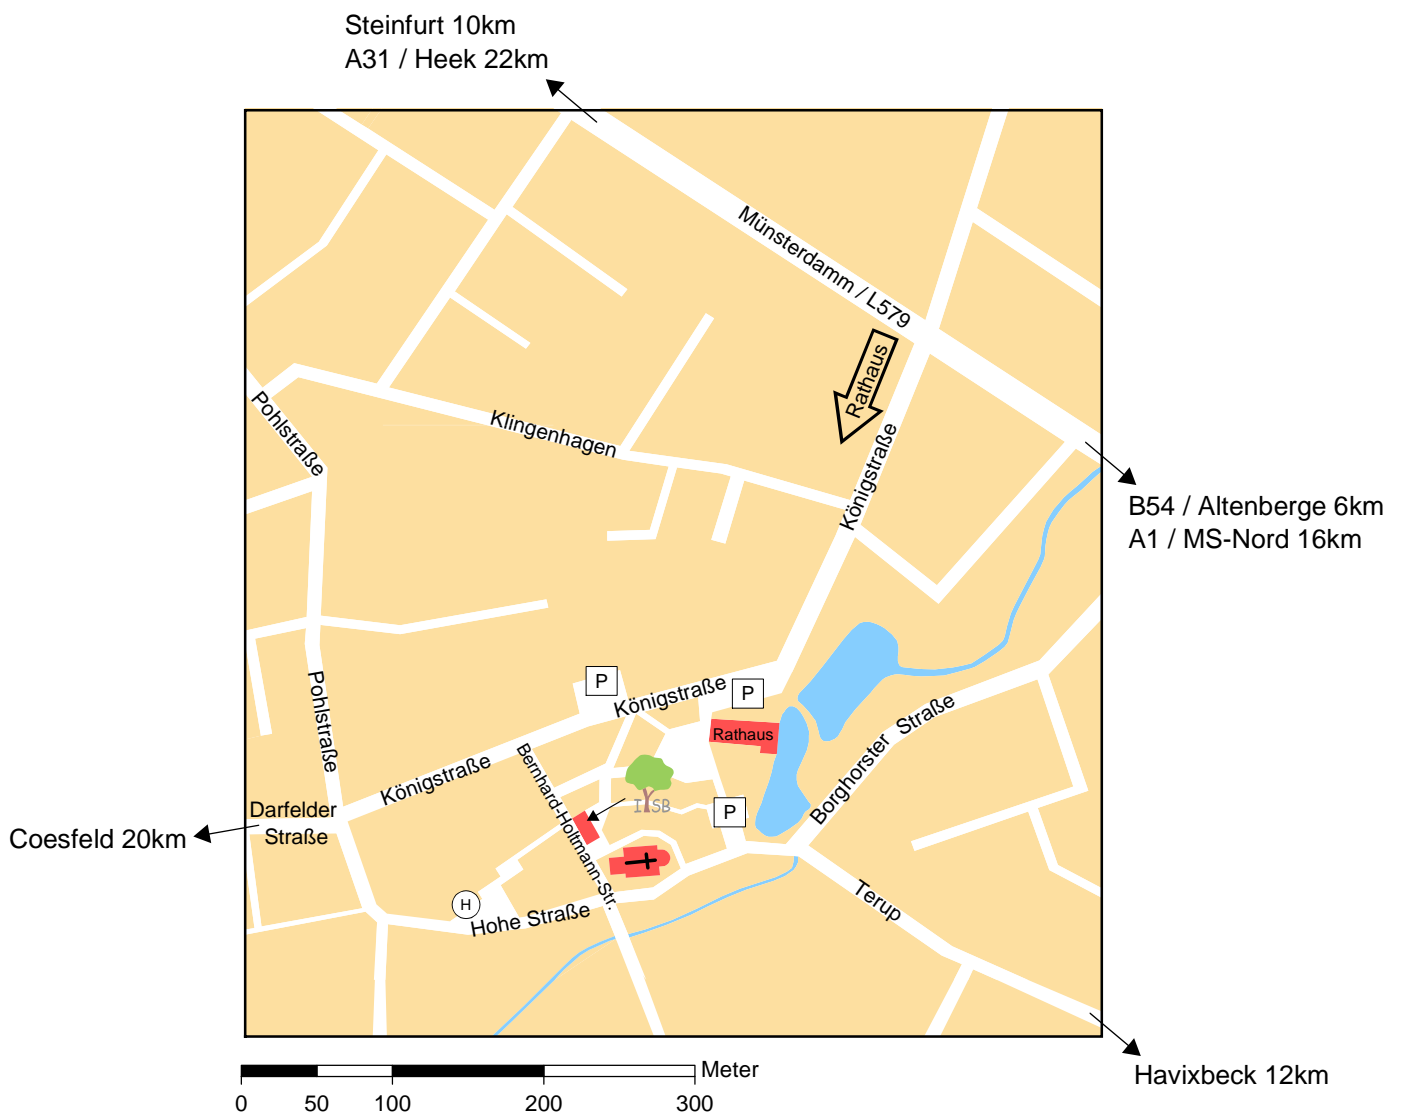 Steinfurt 10km
A31 / Heek 22km
Münsterdamm / L579
Rathaus
Pohlstraße
Klingenhagen
Königstraße
B54 / Altenberge 6km
A1 / MS-Nord 16km
Pohlstraße
P
Königstraße
P
Rathaus
Borghorster Straße
Königstraße
Bernhard-Holtmann-Str.
Darfelder
Straße
Coesfeld 20km
P
H
Hohe Straße
Terup
Havixbeck 12km
Meter
0 50 100 200 300